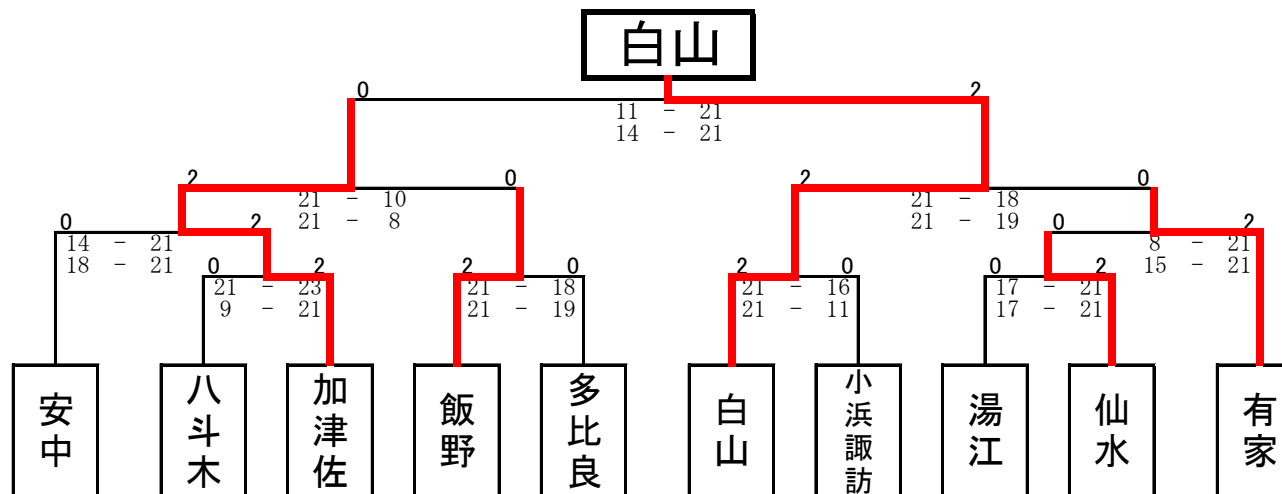 白山
0 2
11 - 21
14 - 21
2 0 2 0
21 - 10 21 - 18
21 - 8 21 - 19
0 2 0 2
14 - 21 8 - 21
18 - 21 15 - 21
0 2 2 0 2 0 0 2
21 - 23 21 - 18 21 - 16 17 - 21
9 - 21 21 - 19 21 - 11 17 - 21
安中
八斗木
加津佐
飯野
多比良
白山
小浜諏訪
湯江
仙水
有家